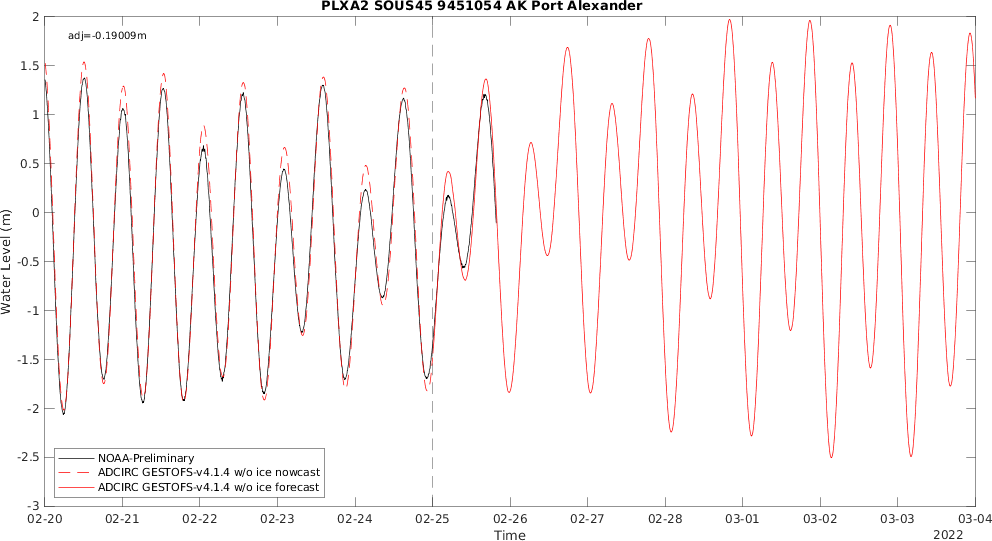 PLXA2 SOUS45 9451054 AK Port Alexander
adj=-0.19009m
2
1.5
1
0.5
0
-0.5
-1
-1.5
-2
-2.5
-3
Water Level (m)
NOAA-Preliminary
ADCIRC GESTOFS-v4.1.4 w/o ice nowcast
ADCIRC GESTOFS-v4.1.4 w/o ice forecast
02-20 02-21 02-22 02-23 02-24 02-25 02-26 02-27 02-28 03-01 03-02 03-03 03-04
Time
2022